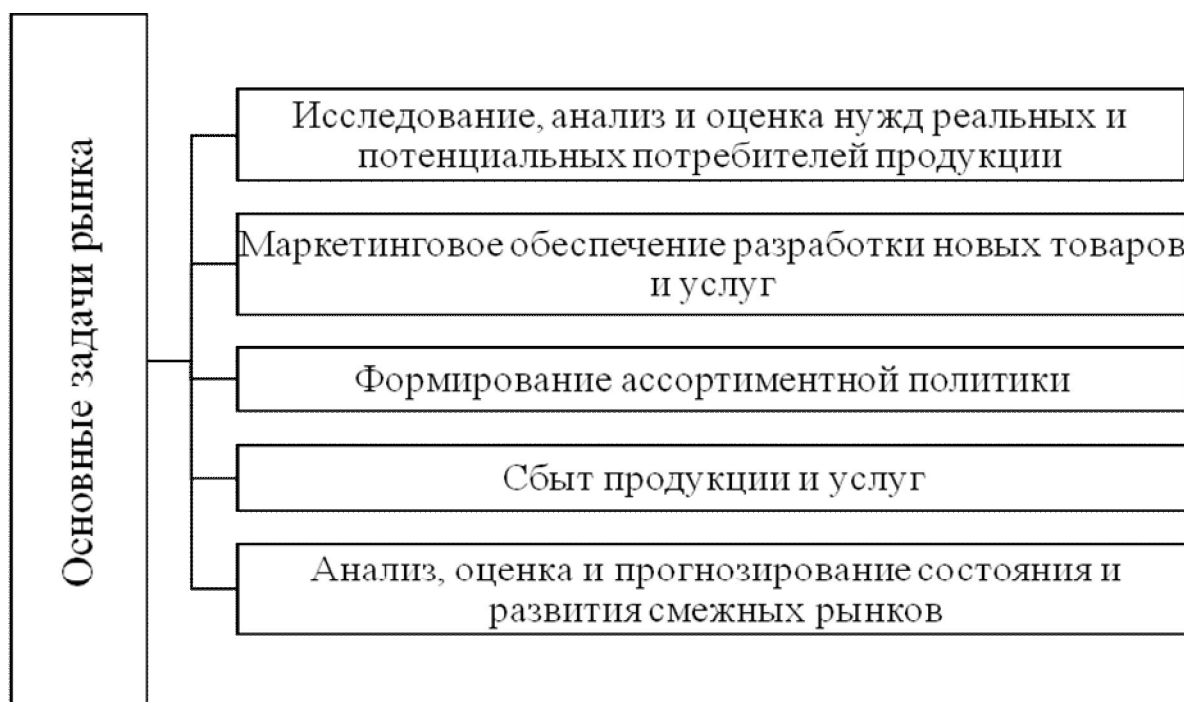 Основные задачи рынка
Исследование, анализ и оценка нужд реальных и
потенциальных потребителей продукции
Маркетинговое обеспечение разработки новых товаров
и услуг
Формирование ассортиментной политики
Сбыт продукции и услуг
Анализ, оценка и прогнозирование состояния и
развития смежных рынков